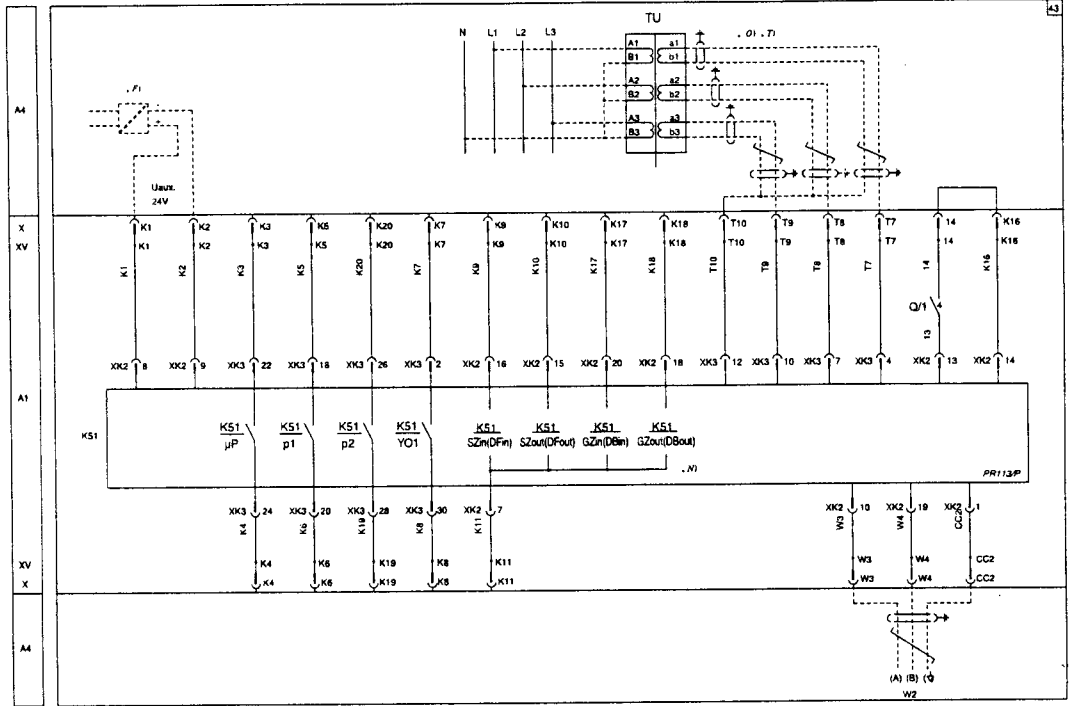 43
TU
N L1 L2 L3
A1 a1
B1 b1
A2 a2
B2 b2
A3 a3
B3 b3
A4
+
Uaux.
24V
X K1 K2 K3 K5 K20 K7 K9 K10 K17 K18 T10 T9 T8 T7 14 K16
XV K1 K2 K3 K5 K20 K7 K9 K10 K17 K18 T10 T9 T8 T7 14 K16
K1 K2 K3 K5 K20 K7 K9 K10 K17 K18 T10 T9 T8 T7 14 K16
Q/1
13
XK2 8 XK2 9 XK3 22 XK3 18 XK3 26 XK3 2 XK2 16 XK2 15 XK2 20 XK2 18 XK3 12 XK3 10 XK3 7 XK3 4 XK2 13 XK2 14
A1
K51
K51 K51 K51 K51 K51 K51 K51 K51
µP p1 p2 YO1 SZin(DFin) SZout(DFout) GZin(DBin) GZout(DBout)
PR113/P
XK3 24 XK3 20 XK3 28 XK3 30 XK2 7 XK2 10 XK2 19 XK2 1
K4 K6 K19 K8 K11 W3 W4 CC2
XV K4 K6 K19 K8 K11 W3 W4 CC2
X K4 K6 K19 K11 W3 W4 CC2
A4
(A) (B)
W2